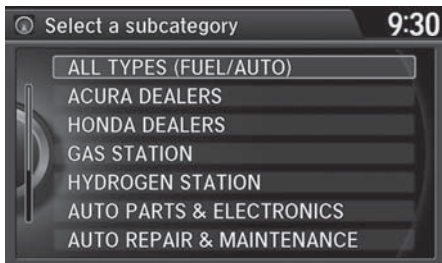 Select a subcategory 9:30
ALL TYPES (FUEL/AUTO)
ACURA DEALERS
HONDA DEALERS
GAS STATION
HYDROGEN STATION
AUTO PARTS & ELECTRONICS
AUTO REPAIR & MAINTENANCE